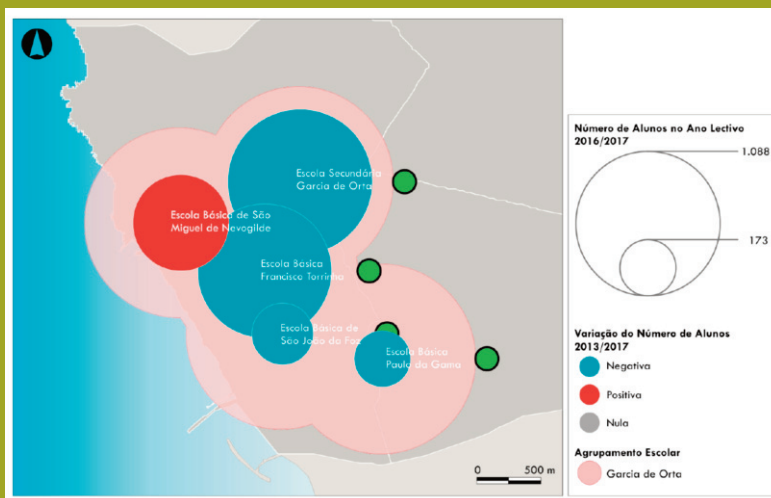 Escola Secundária
Garcia de Orta
Escola Básica de São
Miguel de Nevogilde
Escola Básica
Francisco Torrinha
Escola Básica de
São João da Foz
Escola Básica
Paulo da Gama
0 500 m
Número de Alunos no Ano Lectivo
2016/2017
1.088
173
Variação do Número de Alunos
2013/2017
Negativa
Positiva
Nula
Agrupamento Escolar
Garcia de Orta